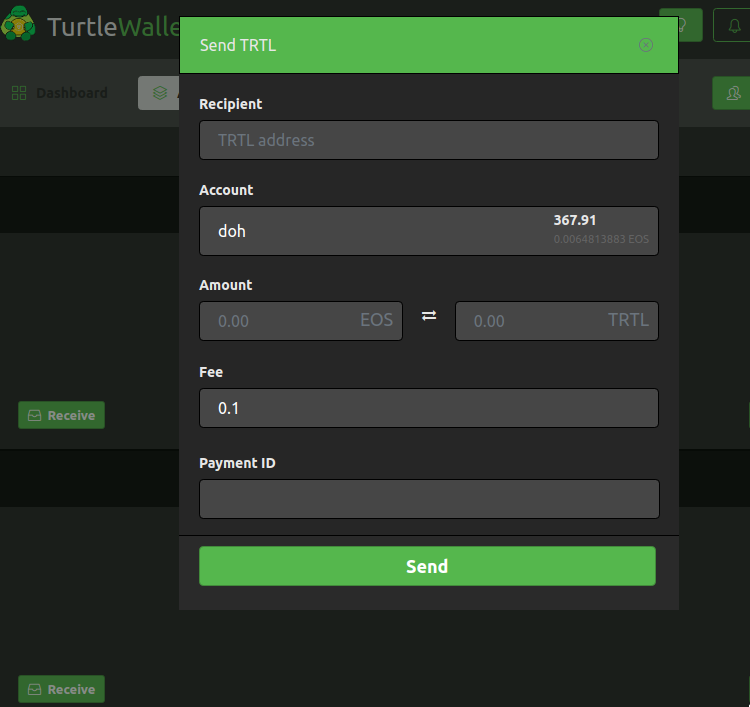 TurtleWalle
Send TRTL
Dashboard
Recipient
TRTL address
Account
doh
367.91
0.0064813883 EOS
Amount
0.00 EOS
0.00 TRTL
Fee
0.1
Receive
Payment ID
Send
Receive